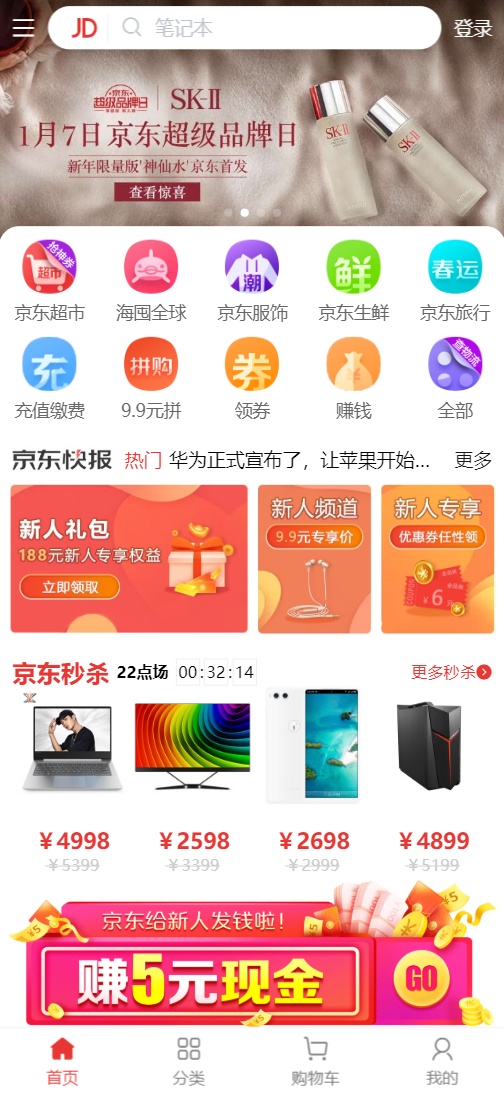 JD 笔记本 登录
京东
超级品牌日 SK-II
1月7日 京东超级品牌日
新年限量版'神仙水'京东首发
查看惊喜
SK-II SK-II
抢神券 超市 潮 鲜 春运
京东超市 海囤全球 京东服饰 京东生鲜 京东旅行
充 拼购 券 查物流
充值缴费 9.9元拼 领券 赚钱 全部
京东快报 热门 华为正式宣布了，让苹果开始... 更多
新人礼包
188元新人专享权益
立即领取
新人频道
9.9元专享价
新人专享
优惠券任性领
COUPON ¥6
京东秒杀 22点场 00:32:14 更多秒杀
¥4998 ¥2598 ¥2698 ¥4899
¥5399 ¥3399 ¥2999 ¥5199
京东给新人发钱啦！
赚5元现金 GO
¥5 ¥5 ¥5
首页 分类 购物车 我的